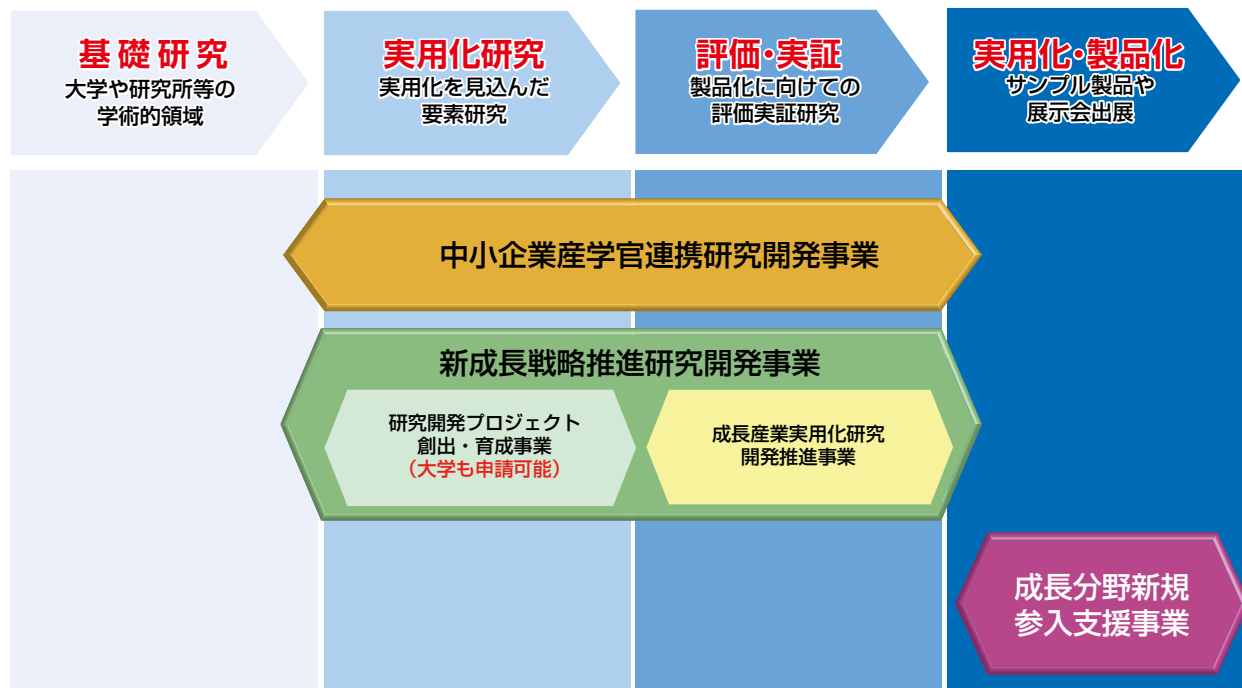 基礎研究
大学や研究所等の
学術的領域
実用化研究
実用化を見込んだ
要素研究
評価・実証
製品化に向けての
評価実証研究
実用化・製品化
サンプル製品や
展示会出展
中小企業産学官連携研究開発事業
新成長戦略推進研究開発事業
研究開発プロジェクト
創出・育成事業
（大学も申請可能）
成長産業実用化研究
開発推進事業
成長分野新規
参入支援事業